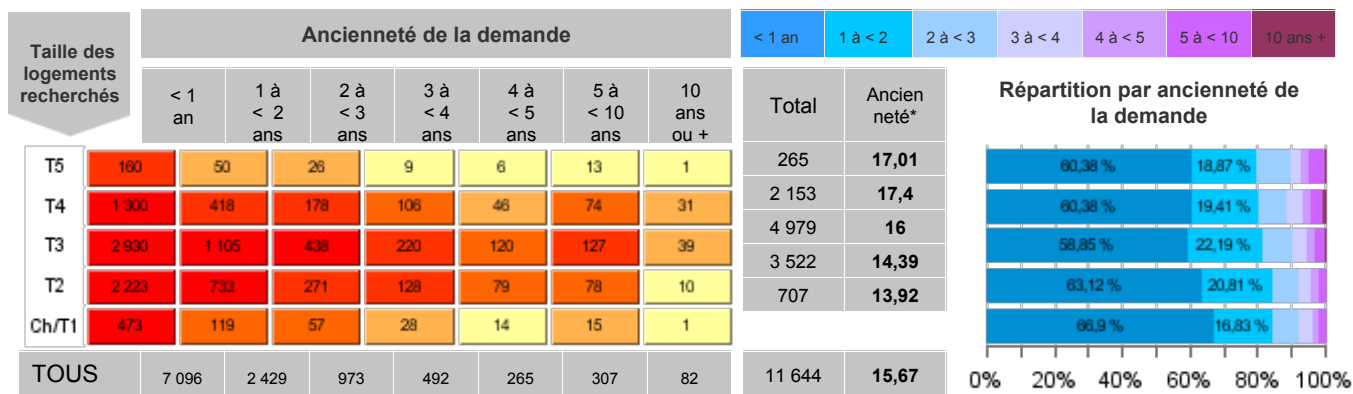 Taille des
logements
recherchés
Ancienneté de la demande
< 1 an 1 à < 2 2 à < 3 3 à < 4 4 à < 5 5 à < 10 10 ans +
< 1
an
1 à
< 2
ans
2 à
< 3
ans
3 à
< 4
ans
4 à
< 5
ans
5 à
< 10
ans
10
ans
ou +
Total
Ancien
neté*
Répartition par ancienneté de
la demande
T5 160 50 26 9 6 13 1 265 17,01 60,38 % 18,87 %
T4 1 300 418 178 106 46 74 31 2 153 17,4 60,38 % 19,41 %
T3 2 930 1 105 438 220 120 127 39 4 979 16 58,85 % 22,19 %
T2 2 223 733 271 128 79 78 10 3 522 14,39 63,12 % 20,81 %
Ch/T1 473 119 57 28 14 15 1 707 13,92 66,9 % 16,83 %
TOUS 7 096 2 429 973 492 265 307 82 11 644 15,67
0% 20% 40% 60% 80% 100%